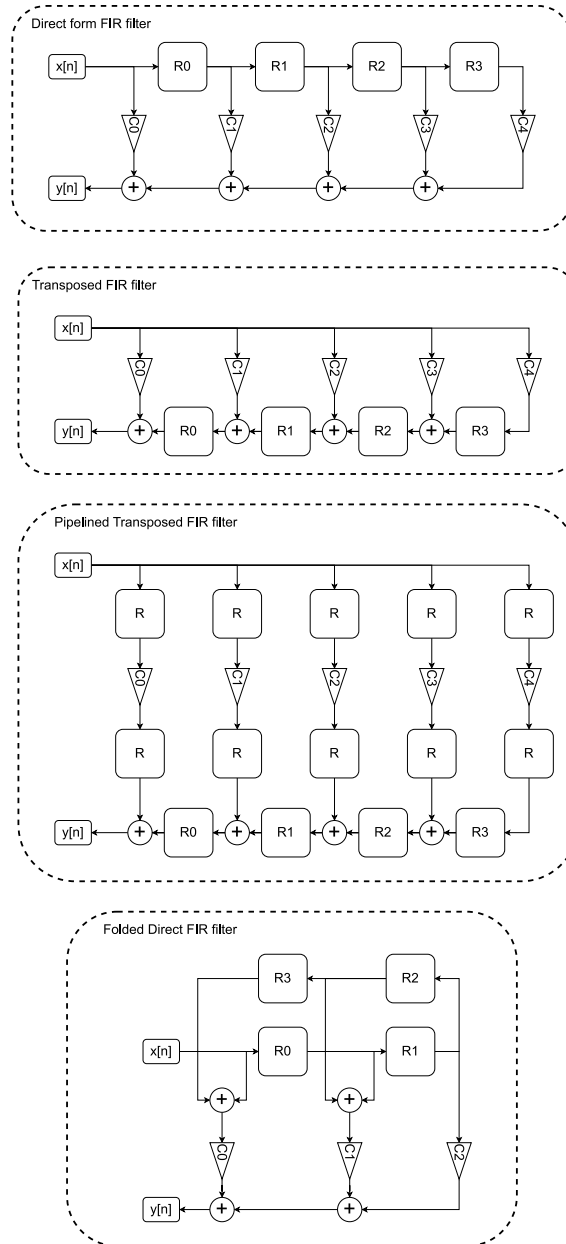 Direct form FIR filter
x[n] R0 R1 R2 R3
C0 C1 C2 C3 C4
y[n] + + + +
Transposed FIR filter
x[n]
C0 C1 C2 C3 C4
y[n] + R0 + R1 + R2 + R3
Pipelined Transposed FIR filter
x[n]
R R R R R
C0 C1 C2 C3 C4
R R R R R
y[n] + R0 + R1 + R2 + R3
Folded Direct FIR filter
R3 R2
x[n] R0 R1
+ +
C0 C1 C2
y[n] + +